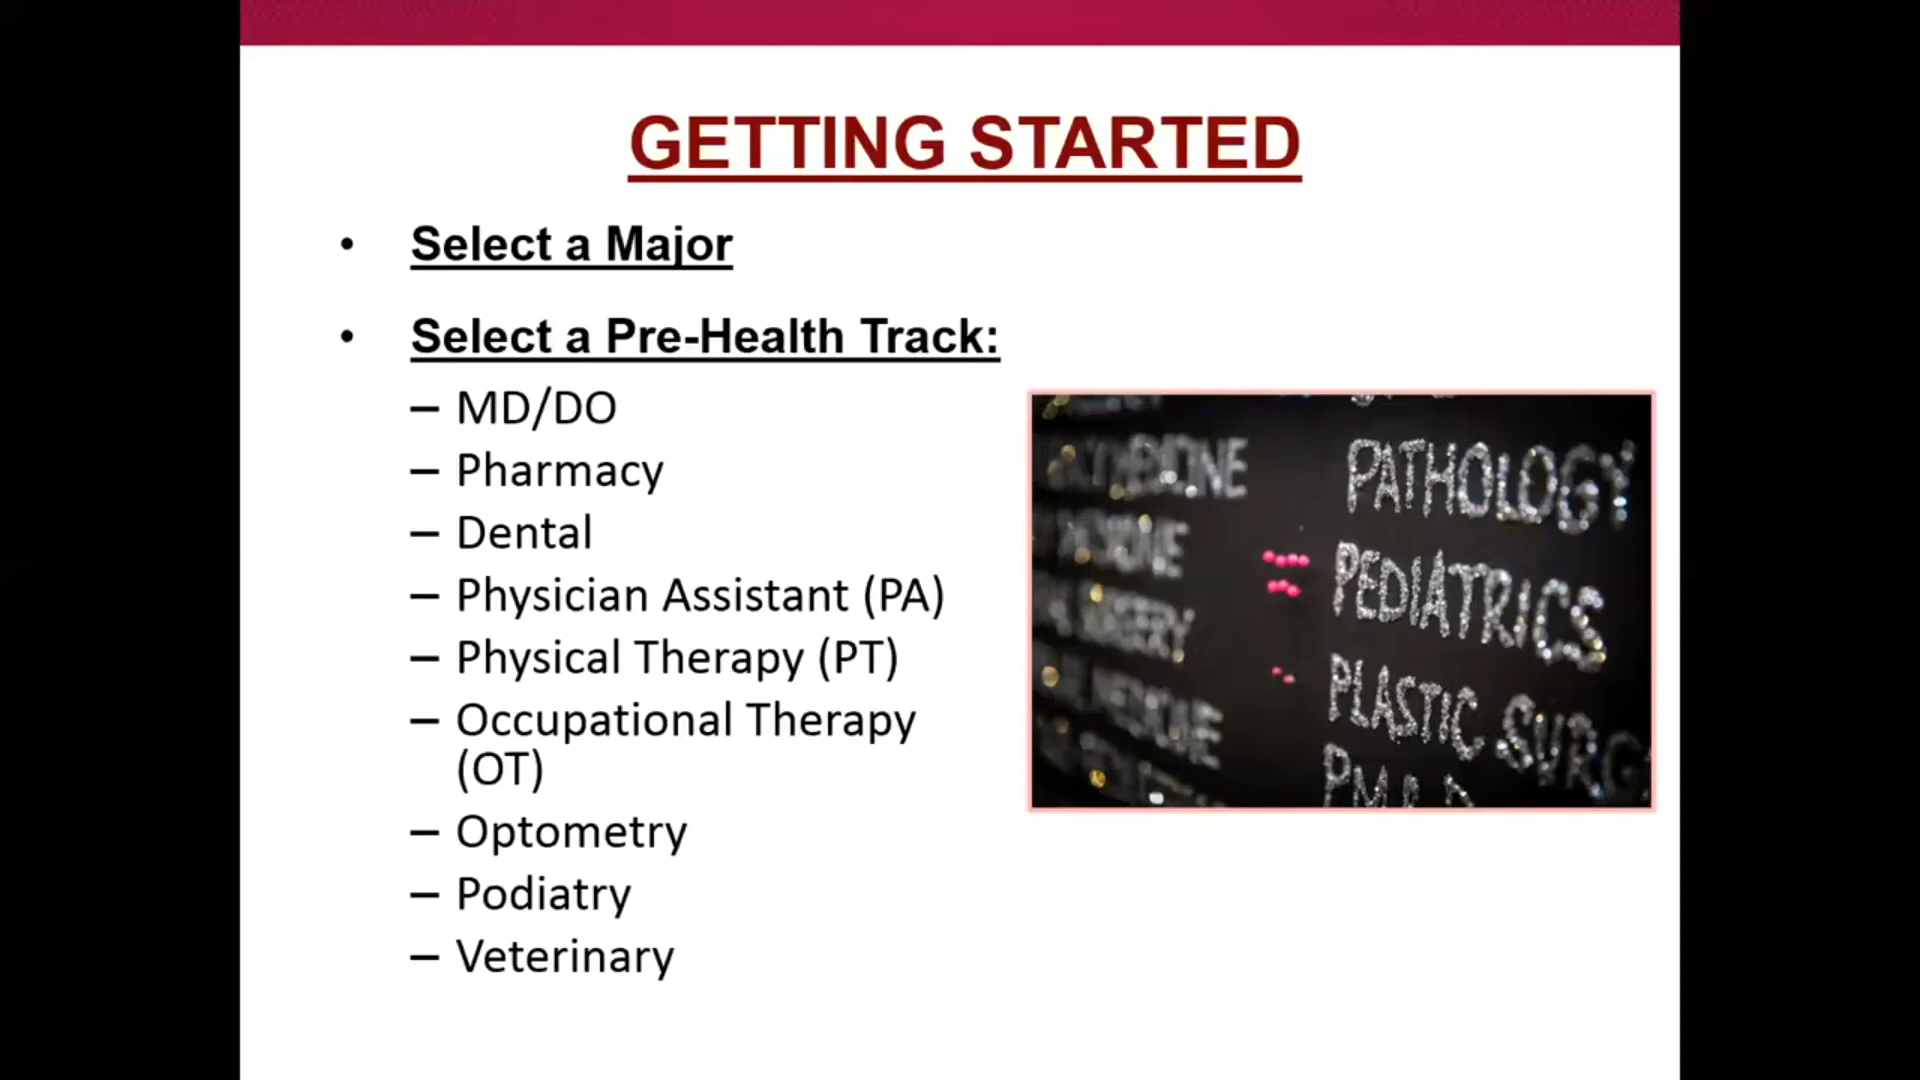 GETTING STARTED
• Select a Major
• Select a Pre-Health Track:
– MD/DO
– Pharmacy
– Dental
– Physician Assistant (PA)
– Physical Therapy (PT)
– Occupational Therapy
(OT)
– Optometry
– Podiatry
– Veterinary
PATHOLOGY
PEDIATRICS
PLASTIC SURG